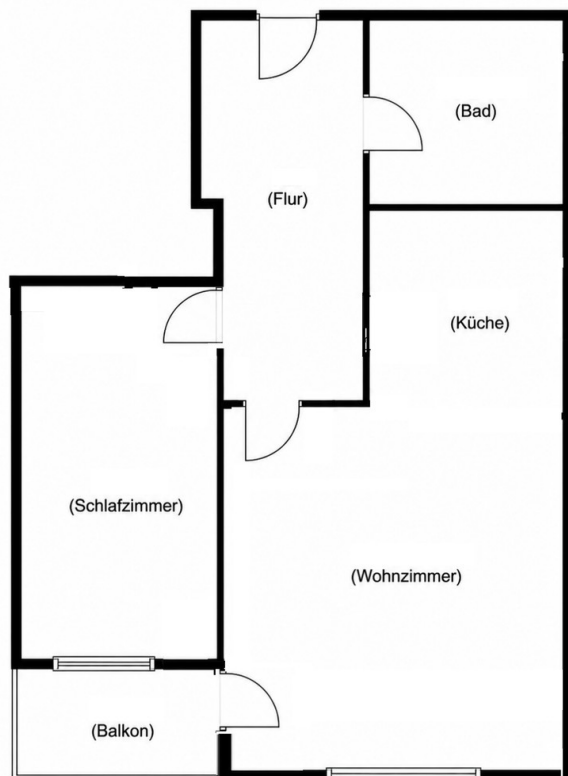 (Bad)
(Flur)
(Küche)
(Schlafzimmer)
(Wohnzimmer)
(Balkon)